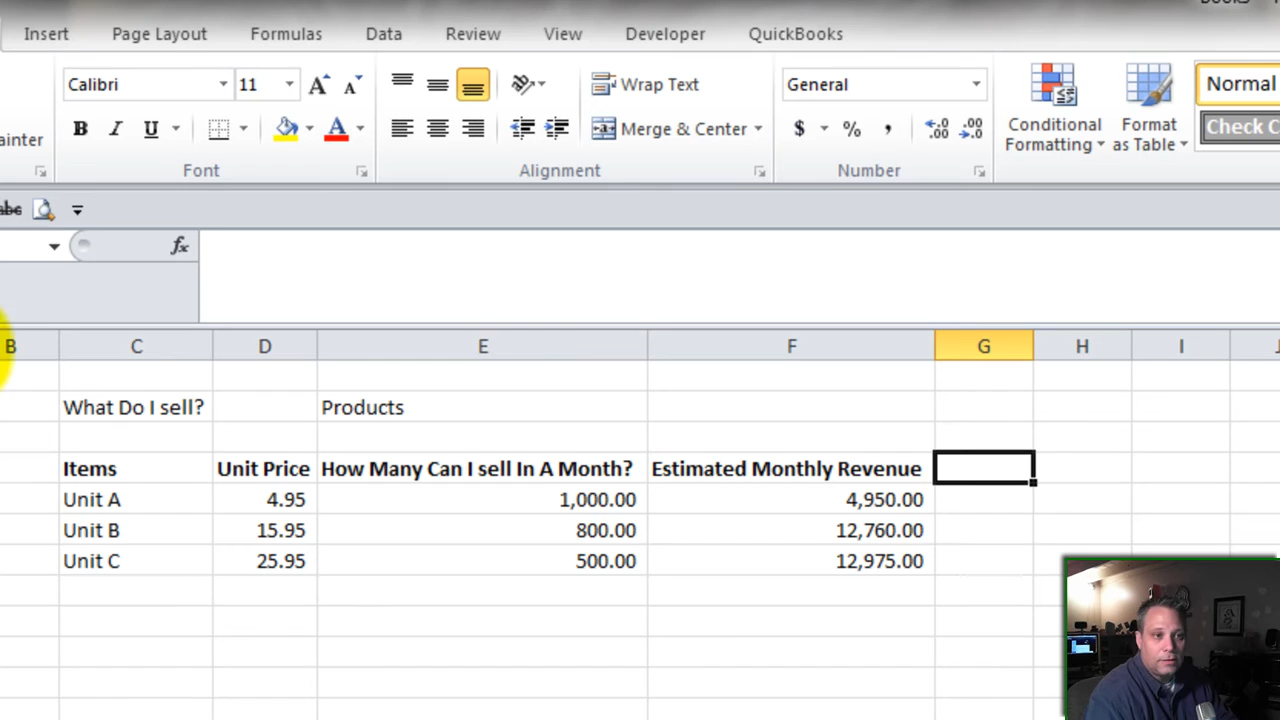 Insert Page Layout Formulas Data Review View Developer QuickBooks
Calibri 11 Wrap Text General Normal
B I U A Merge & Center $ % , .00 .0 Conditional Formatting Format as Table Check
Font Alignment Number
abc
fx
B C D E F G H I J
What Do I sell? Products
Items Unit Price How Many Can I sell In A Month? Estimated Monthly Revenue
Unit A 4.95 1,000.00 4,950.00
Unit B 15.95 800.00 12,760.00
Unit C 25.95 500.00 12,975.00